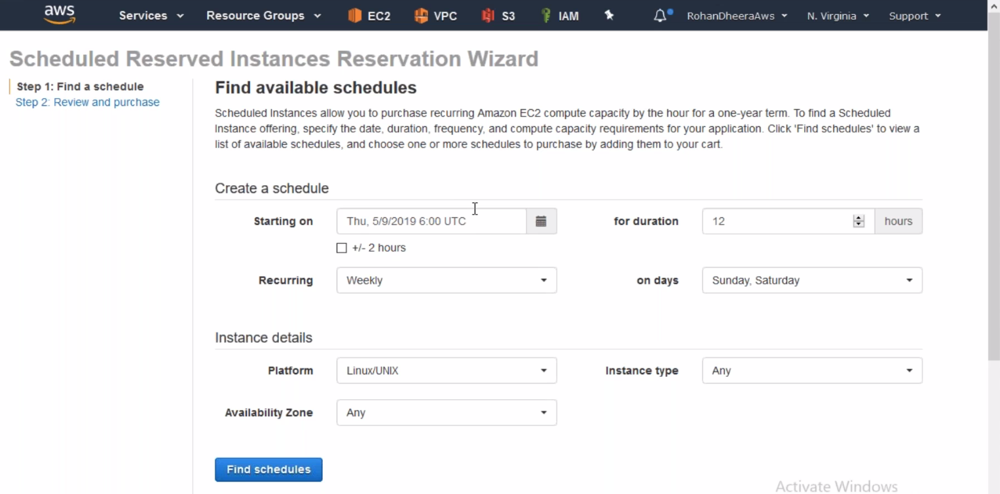 aws Services Resource Groups EC2 VPC S3 IAM RohanDheeraAws N. Virginia Support
Scheduled Reserved Instances Reservation Wizard
Step 1: Find a schedule
Step 2: Review and purchase
Find available schedules
Scheduled Instances allow you to purchase recurring Amazon EC2 compute capacity by the hour for a one-year term. To find a Scheduled
Instance offering, specify the date, duration, frequency, and compute capacity requirements for your application. Click 'Find schedules' to view a
list of available schedules, and choose one or more schedules to purchase by adding them to your cart.
Create a schedule
Starting on Thu, 5/9/2019 6:00 UTC for duration 12 hours
+/- 2 hours
Recurring Weekly on days Sunday, Saturday
Instance details
Platform Linux/UNIX Instance type Any
Availability Zone Any
Find schedules
Activate Windows